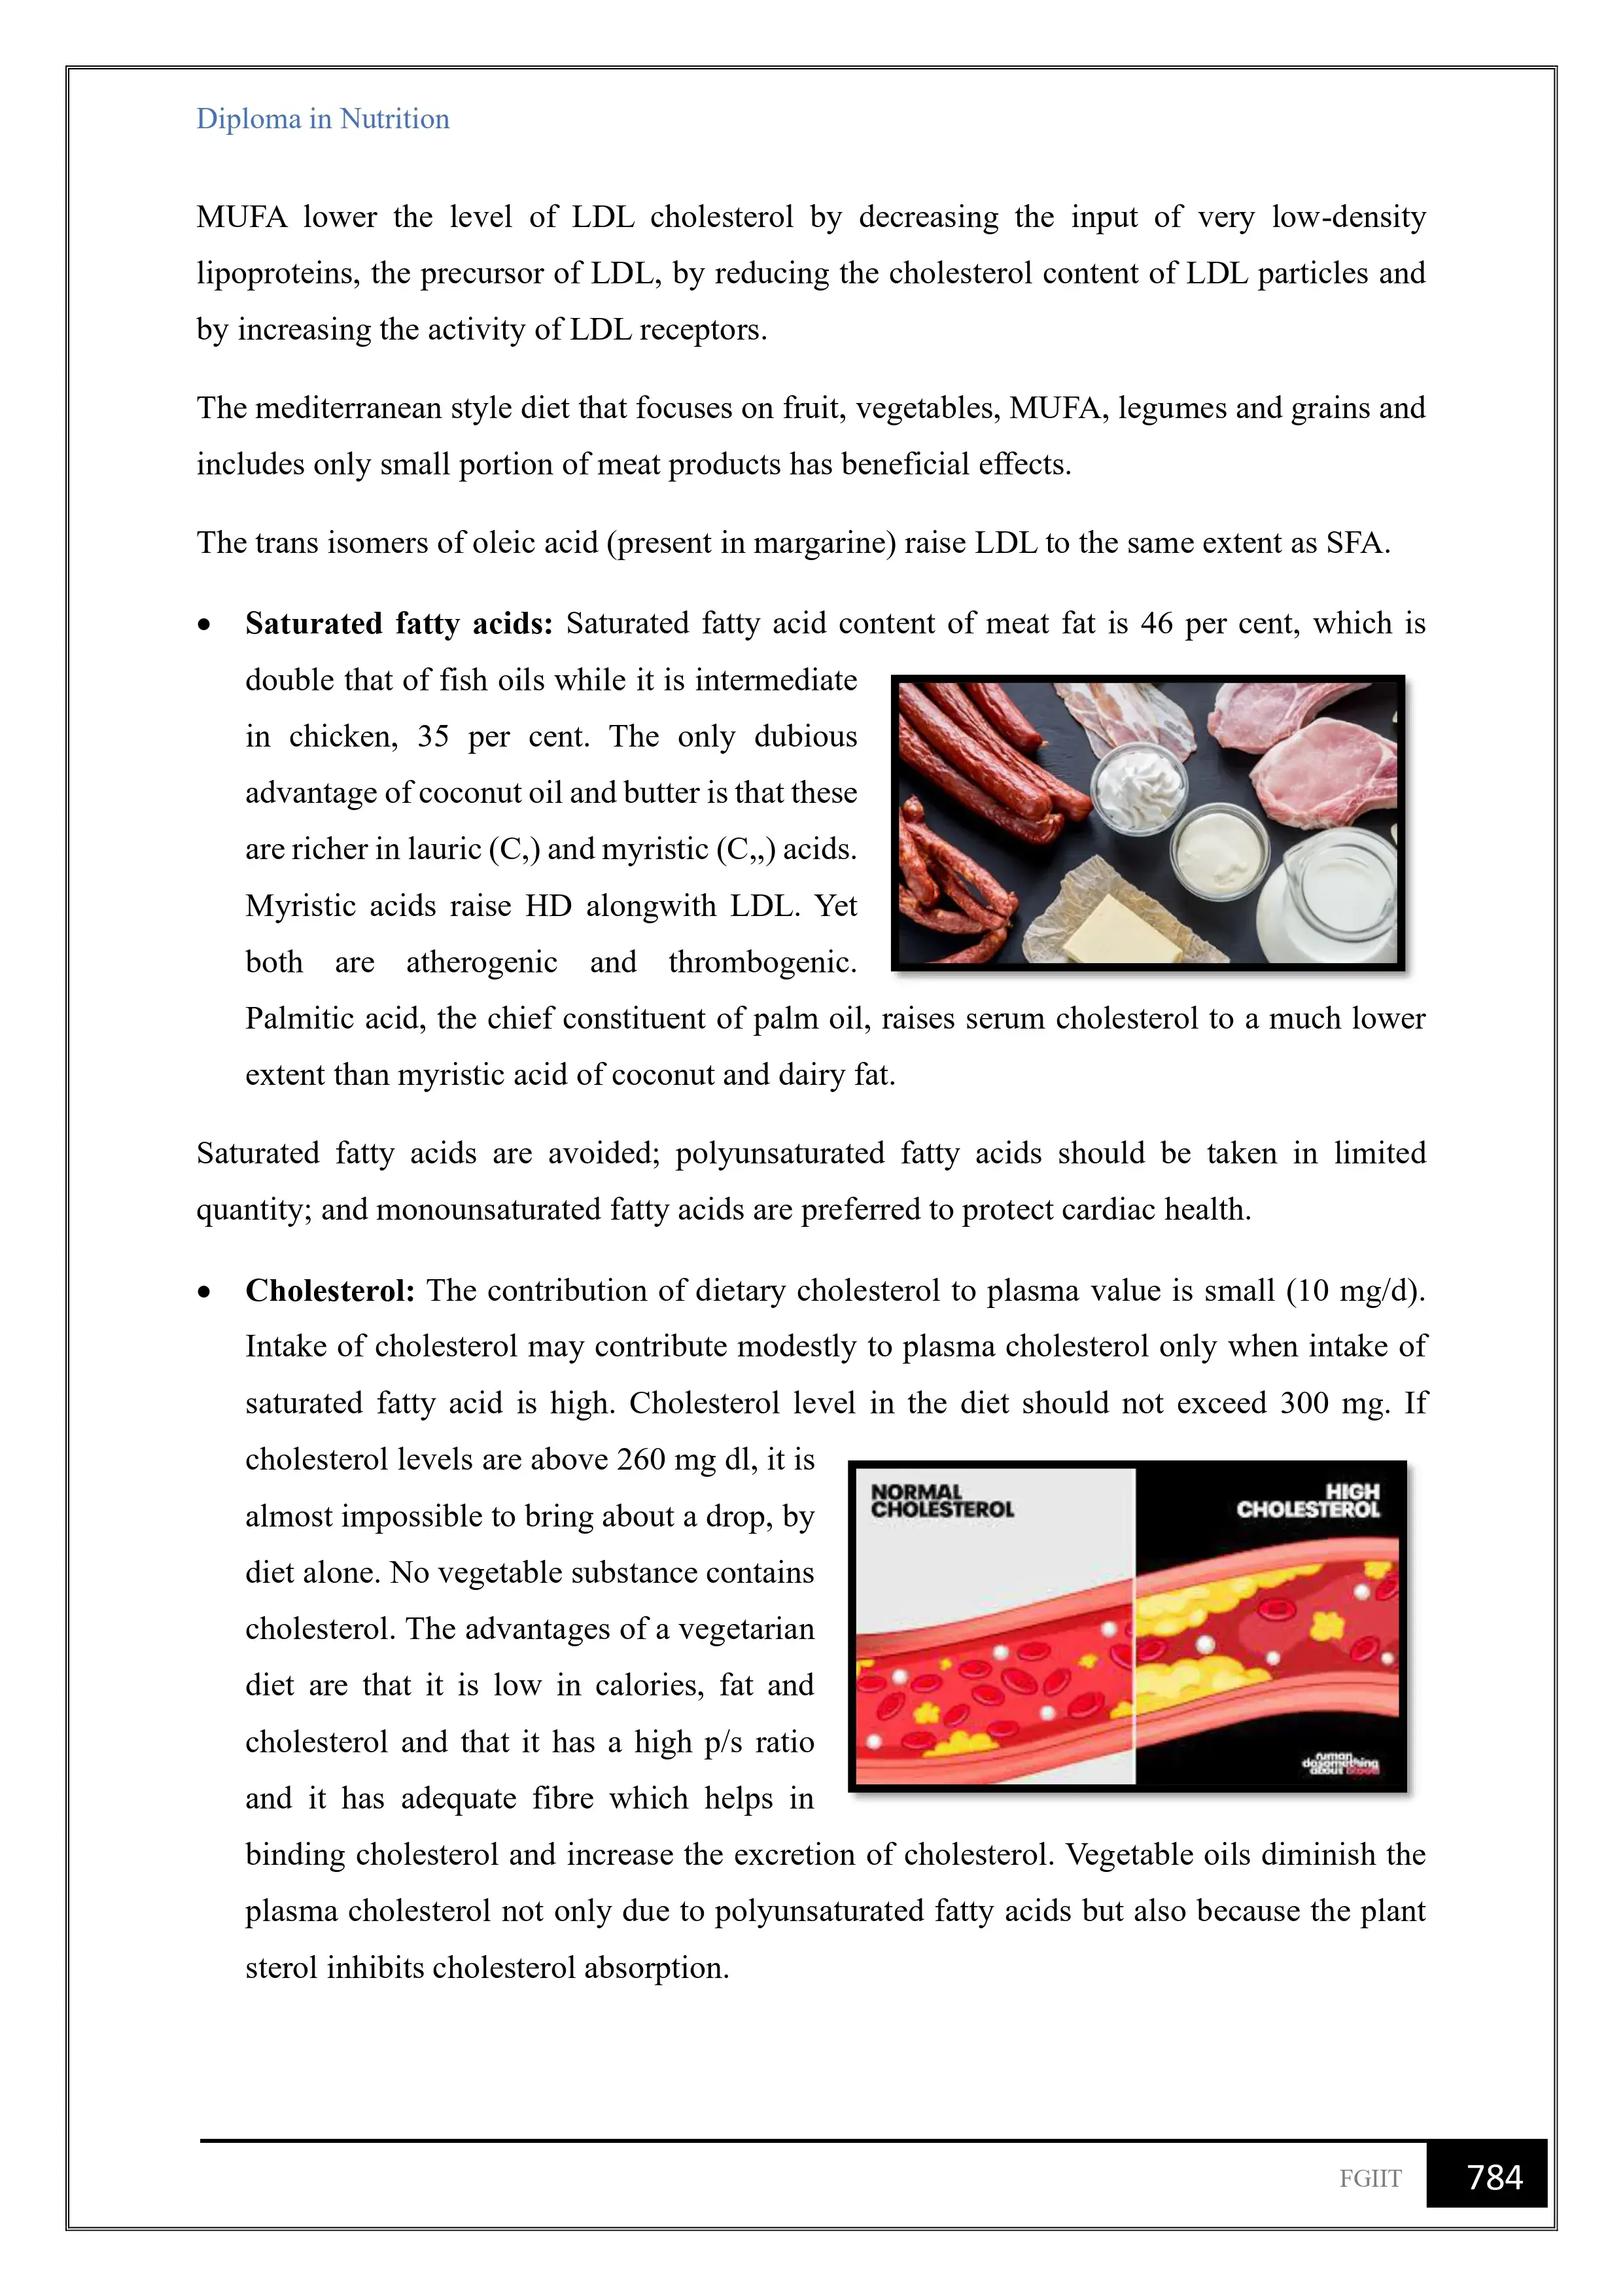 Diploma in Nutrition
MUFA lower the level of LDL cholesterol by decreasing the input of very low-density
lipoproteins, the precursor of LDL, by reducing the cholesterol content of LDL particles and
by increasing the activity of LDL receptors.
The mediterranean style diet that focuses on fruit, vegetables, MUFA, legumes and grains and
includes only small portion of meat products has beneficial effects.
The trans isomers of oleic acid (present in margarine) raise LDL to the same extent as SFA.
• Saturated fatty acids: Saturated fatty acid content of meat fat is 46 per cent, which is
double that of fish oils while it is intermediate
in chicken, 35 per cent. The only dubious
advantage of coconut oil and butter is that these
are richer in lauric (C,) and myristic (C,,) acids.
Myristic acids raise HD alongwith LDL. Yet
both are atherogenic and thrombogenic.
Palmitic acid, the chief constituent of palm oil, raises serum cholesterol to a much lower
extent than myristic acid of coconut and dairy fat.
Saturated fatty acids are avoided; polyunsaturated fatty acids should be taken in limited
quantity; and monounsaturated fatty acids are preferred to protect cardiac health.
• Cholesterol: The contribution of dietary cholesterol to plasma value is small (10 mg/d).
Intake of cholesterol may contribute modestly to plasma cholesterol only when intake of
saturated fatty acid is high. Cholesterol level in the diet should not exceed 300 mg. If
cholesterol levels are above 260 mg dl, it is
almost impossible to bring about a drop, by
diet alone. No vegetable substance contains
cholesterol. The advantages of a vegetarian
diet are that it is low in calories, fat and
cholesterol and that it has a high p/s ratio
and it has adequate fibre which helps in
binding cholesterol and increase the excretion of cholesterol. Vegetable oils diminish the
plasma cholesterol not only due to polyunsaturated fatty acids but also because the plant
sterol inhibits cholesterol absorption.
NORMAL
CHOLESTEROL
HIGH
CHOLESTEROL
dosomething
about blood
FGIIT
784